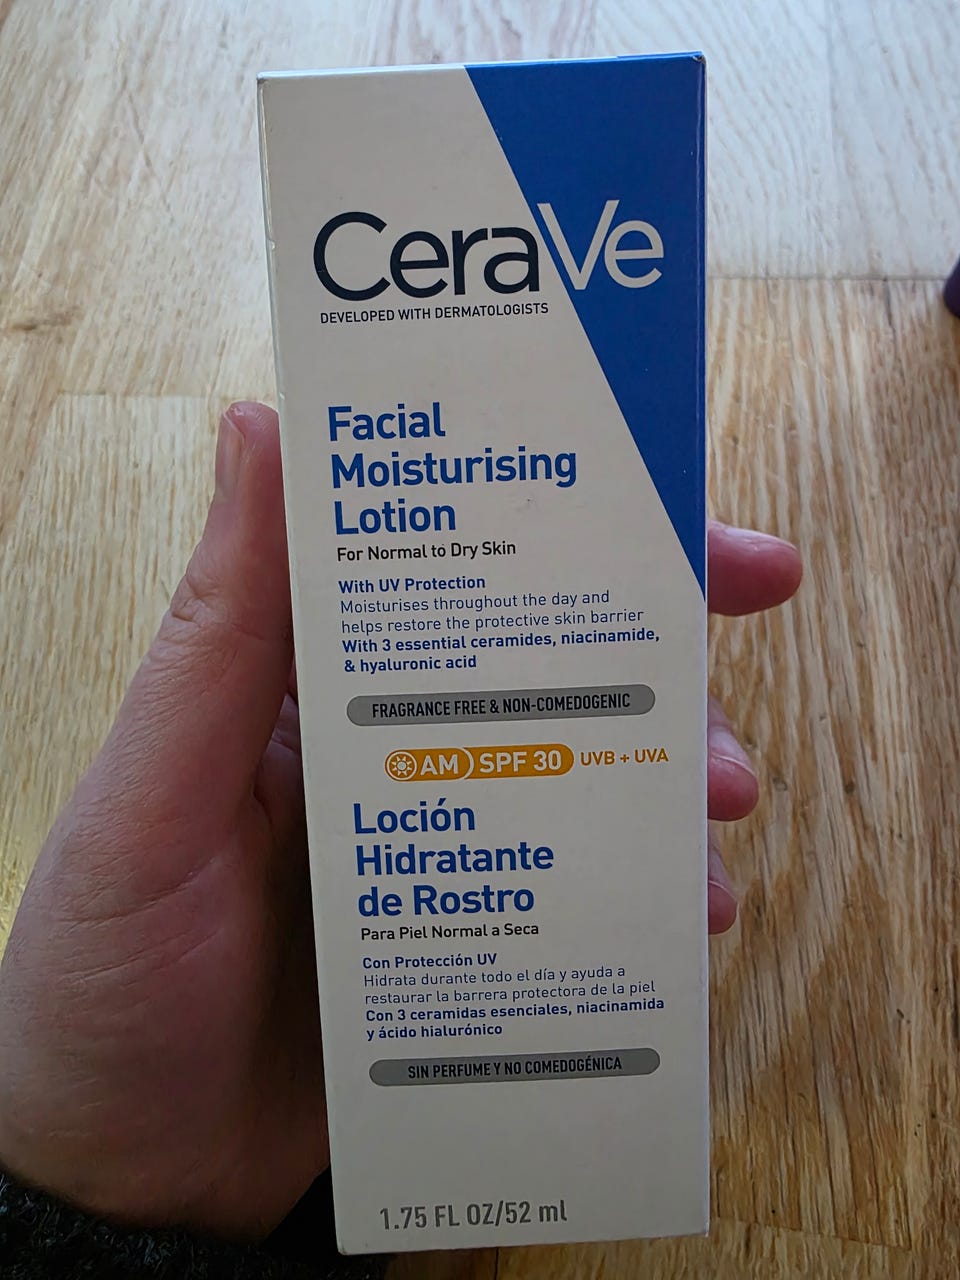 CeraVe
DEVELOPED WITH DERMATOLOGISTS
Facial
Moisturising
Lotion
For Normal to Dry Skin
With UV Protection
Moisturises throughout the day and
helps restore the protective skin barrier
With 3 essential ceramides, niacinamide,
& hyaluronic acid
FRAGRANCE FREE & NON-COMEDOGENIC
AM SPF 30 UVB + UVA
Loción
Hidratante
de Rostro
Para Piel Normal a Seca
Con Protección UV
Hidrata durante todo el día y ayuda a
restaurar la barrera protectora de la piel
Con 3 ceramidas esenciales, niacinamida
y ácido hialurónico
SIN PERFUME Y NO COMEDOGÉNICA
1.75 FL OZ/52 ml